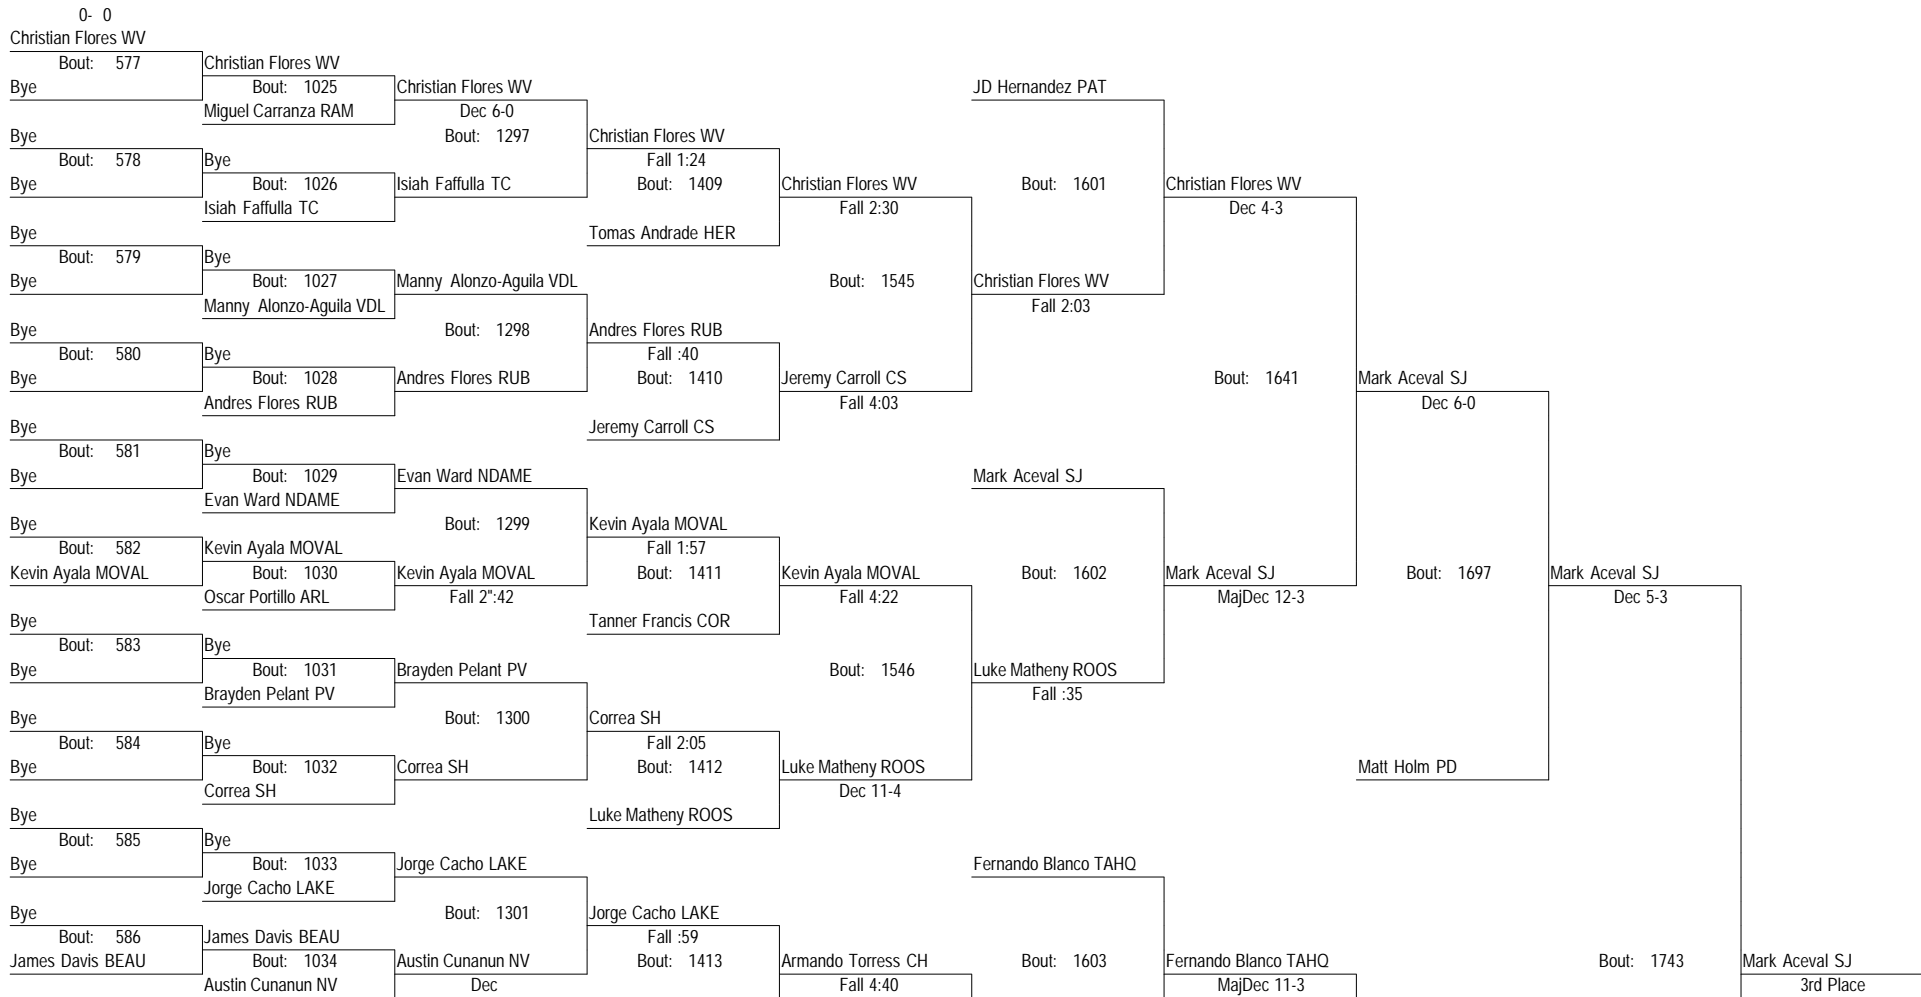 0- 0
Christian Flores WV
Bout: 577 Christian Flores WV
Bye Bout: 1025 Christian Flores WV JD Hernandez PAT
Miguel Carranza RAM Dec 6-0
Bye Bout: 1297 Christian Flores WV
Bout: 578 Bye Fall 1:24
Bye Bout: 1026 Isiah Faffulla TC Bout: 1409 Christian Flores WV Bout: 1601 Christian Flores WV
Isiah Faffulla TC Fall 2:30 Dec 4-3
Bye Tomas Andrade HER
Bout: 579 Bye
Bye Bout: 1027 Manny Alonzo-Aguila VDL Bout: 1545 Christian Flores WV
Manny Alonzo-Aguila VDL Fall 2:03
Bye Bout: 1298 Andres Flores RUB
Bout: 580 Bye Fall :40
Bye Bout: 1028 Andres Flores RUB Bout: 1410 Jeremy Carroll CS Bout: 1641 Mark Aceval SJ
Andres Flores RUB Fall 4:03 Dec 6-0
Bye Jeremy Carroll CS
Bout: 581 Bye
Bye Bout: 1029 Evan Ward NDAME Mark Aceval SJ
Evan Ward NDAME
Bye Bout: 1299 Kevin Ayala MOVAL
Bout: 582 Kevin Ayala MOVAL Fall 1:57
Kevin Ayala MOVAL Bout: 1030 Kevin Ayala MOVAL Bout: 1411 Kevin Ayala MOVAL Bout: 1602 Mark Aceval SJ Bout: 1697 Mark Aceval SJ
Oscar Portillo ARL Fall 2":42 Fall 4:22 MajDec 12-3 Dec 5-3
Bye Tanner Francis COR
Bout: 583 Bye
Bye Bout: 1031 Brayden Pelant PV Bout: 1546 Luke Matheny ROOS
Brayden Pelant PV Fall :35
Bye Bout: 1300 Correa SH
Bout: 584 Bye Fall 2:05
Bye Bout: 1032 Correa SH Bout: 1412 Luke Matheny ROOS Matt Holm PD
Correa SH Dec 11-4
Bye Luke Matheny ROOS
Bout: 585 Bye
Bye Bout: 1033 Jorge Cacho LAKE Fernando Blanco TAHQ
Jorge Cacho LAKE
Bye Bout: 1301 Jorge Cacho LAKE
Bout: 586 James Davis BEAU Fall :59
James Davis BEAU Bout: 1034 Austin Cunanun NV Bout: 1413 Armando Torress CH Bout: 1603 Fernando Blanco TAHQ Bout: 1743 Mark Aceval SJ
Austin Cunanun NV Dec Fall 4:40 MajDec 11-3 3rd Place